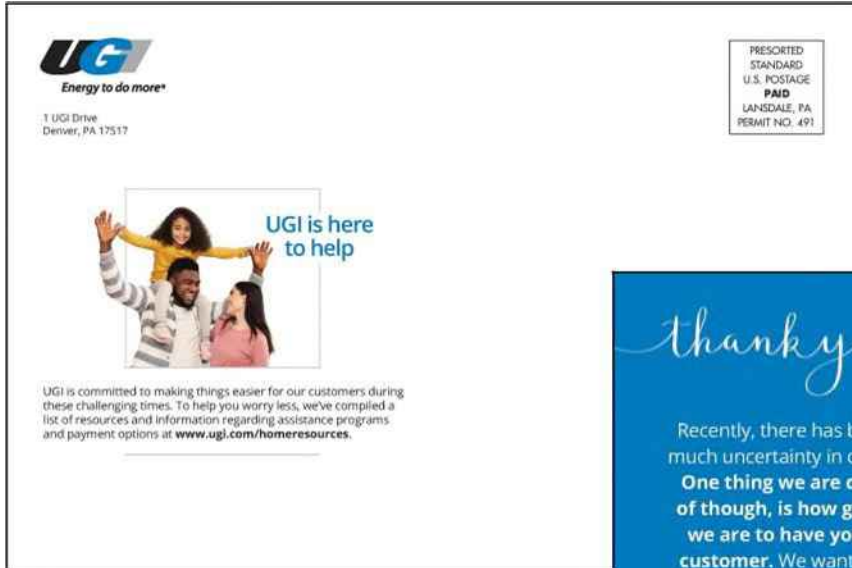 UGI
Energy to do more®
1 UGI Drive
Denver, PA 17517
PRESORTED
STANDARD
U.S. POSTAGE
PAID
LANSDALE, PA
PERMIT NO. 491
UGI is here
to help
UGI is committed to making things easier for our customers during
these challenging times. To help you worry less, we've compiled a
list of resources and information regarding assistance programs
and payment options at www.ugi.com/homeresources.
thank y
Recently, there has b
much uncertainty in
One thing we are
of though, is how g
we are to have yo
customer. We want